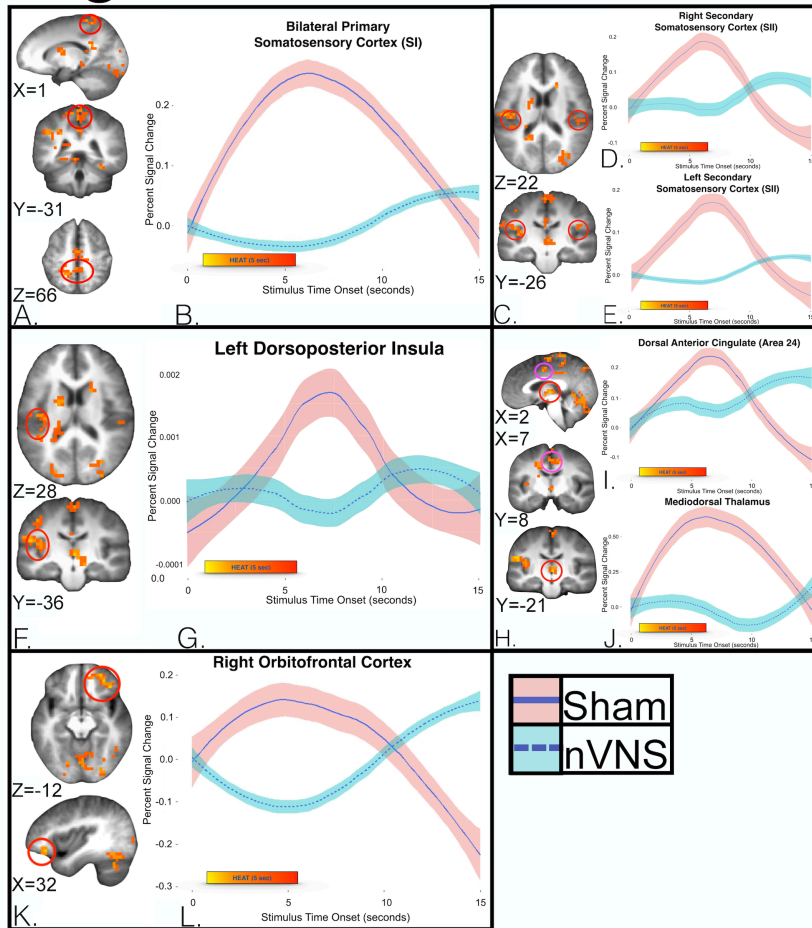 Bilateral Primary
Somatosensory Cortex (SI)
X=1
Y=-31
Z=66
A.
Percent Signal Change
0.2
0.1
0.0
HEAT (5 sec)
0
5
10
15
Stimulus Time Onset (seconds)
B.
Z=22
Y=-26
C.
Right Secondary
Somatosensory Cortex (SII)
Percent Signal Change
0.2
0.1
0.0
-0.1
HEAT (5 sec)
0
5
10
Stimulus Time Onset (seconds)
D.
Left Secondary
Somatosensory Cortex (SII)
Percent Signal Change
0.2
0.1
0.0
HEAT (5 sec)
0
5
10
Stimulus Time Onset (seconds)
E.
Z=28
Y=-36
F.
Left Dorsoposterior Insula
Percent Signal Change
0.002
0.001
0.000
-0.0001
0.0
HEAT (5 sec)
0
5
10
15
Stimulus Time Onset (seconds)
G.
X=2
X=7
Y=8
Y=-21
H.
Dorsal Anterior Cingulate (Area 24)
Percent Signal Change
0.2
0.1
0.0
-0.1
HEAT (5 sec)
0
5
10
15
Stimulus Time Onset (seconds)
I.
Mediodorsal Thalamus
Percent Signal Change
0.50
0.25
0.00
HEAT (5 sec)
0
5
10
15
Stimulus Time Onset (seconds)
J.
Z=-12
X=32
K.
Right Orbitofrontal Cortex
Percent Signal Change
0.2
0.1
0.0
-0.1
-0.2
-0.3
HEAT (5 sec)
0
5
10
15
Stimulus Time Onset (seconds)
L.
Sham
nVNS